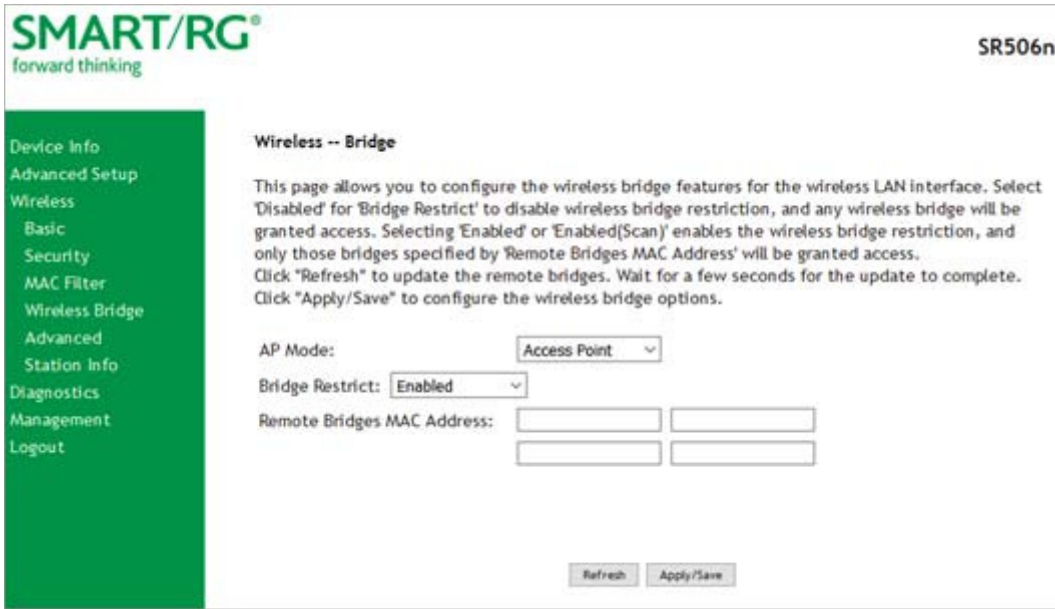 SMART/RG®
forward thinking
SR506n
Device Info
Advanced Setup
Wireless
Basic
Security
MAC Filter
Wireless Bridge
Advanced
Station Info
Diagnostics
Management
Logout
Wireless -- Bridge
This page allows you to configure the wireless bridge features for the wireless LAN interface. Select
'Disabled' for 'Bridge Restrict' to disable wireless bridge restriction, and any wireless bridge will be
granted access. Selecting 'Enabled' or 'Enabled(Scan)' enables the wireless bridge restriction, and
only those bridges specified by 'Remote Bridges MAC Address' will be granted access.
Click "Refresh" to update the remote bridges. Wait for a few seconds for the update to complete.
Click "Apply/Save" to configure the wireless bridge options.
AP Mode: Access Point
Bridge Restrict: Enabled
Remote Bridges MAC Address:
Refresh Apply/Save